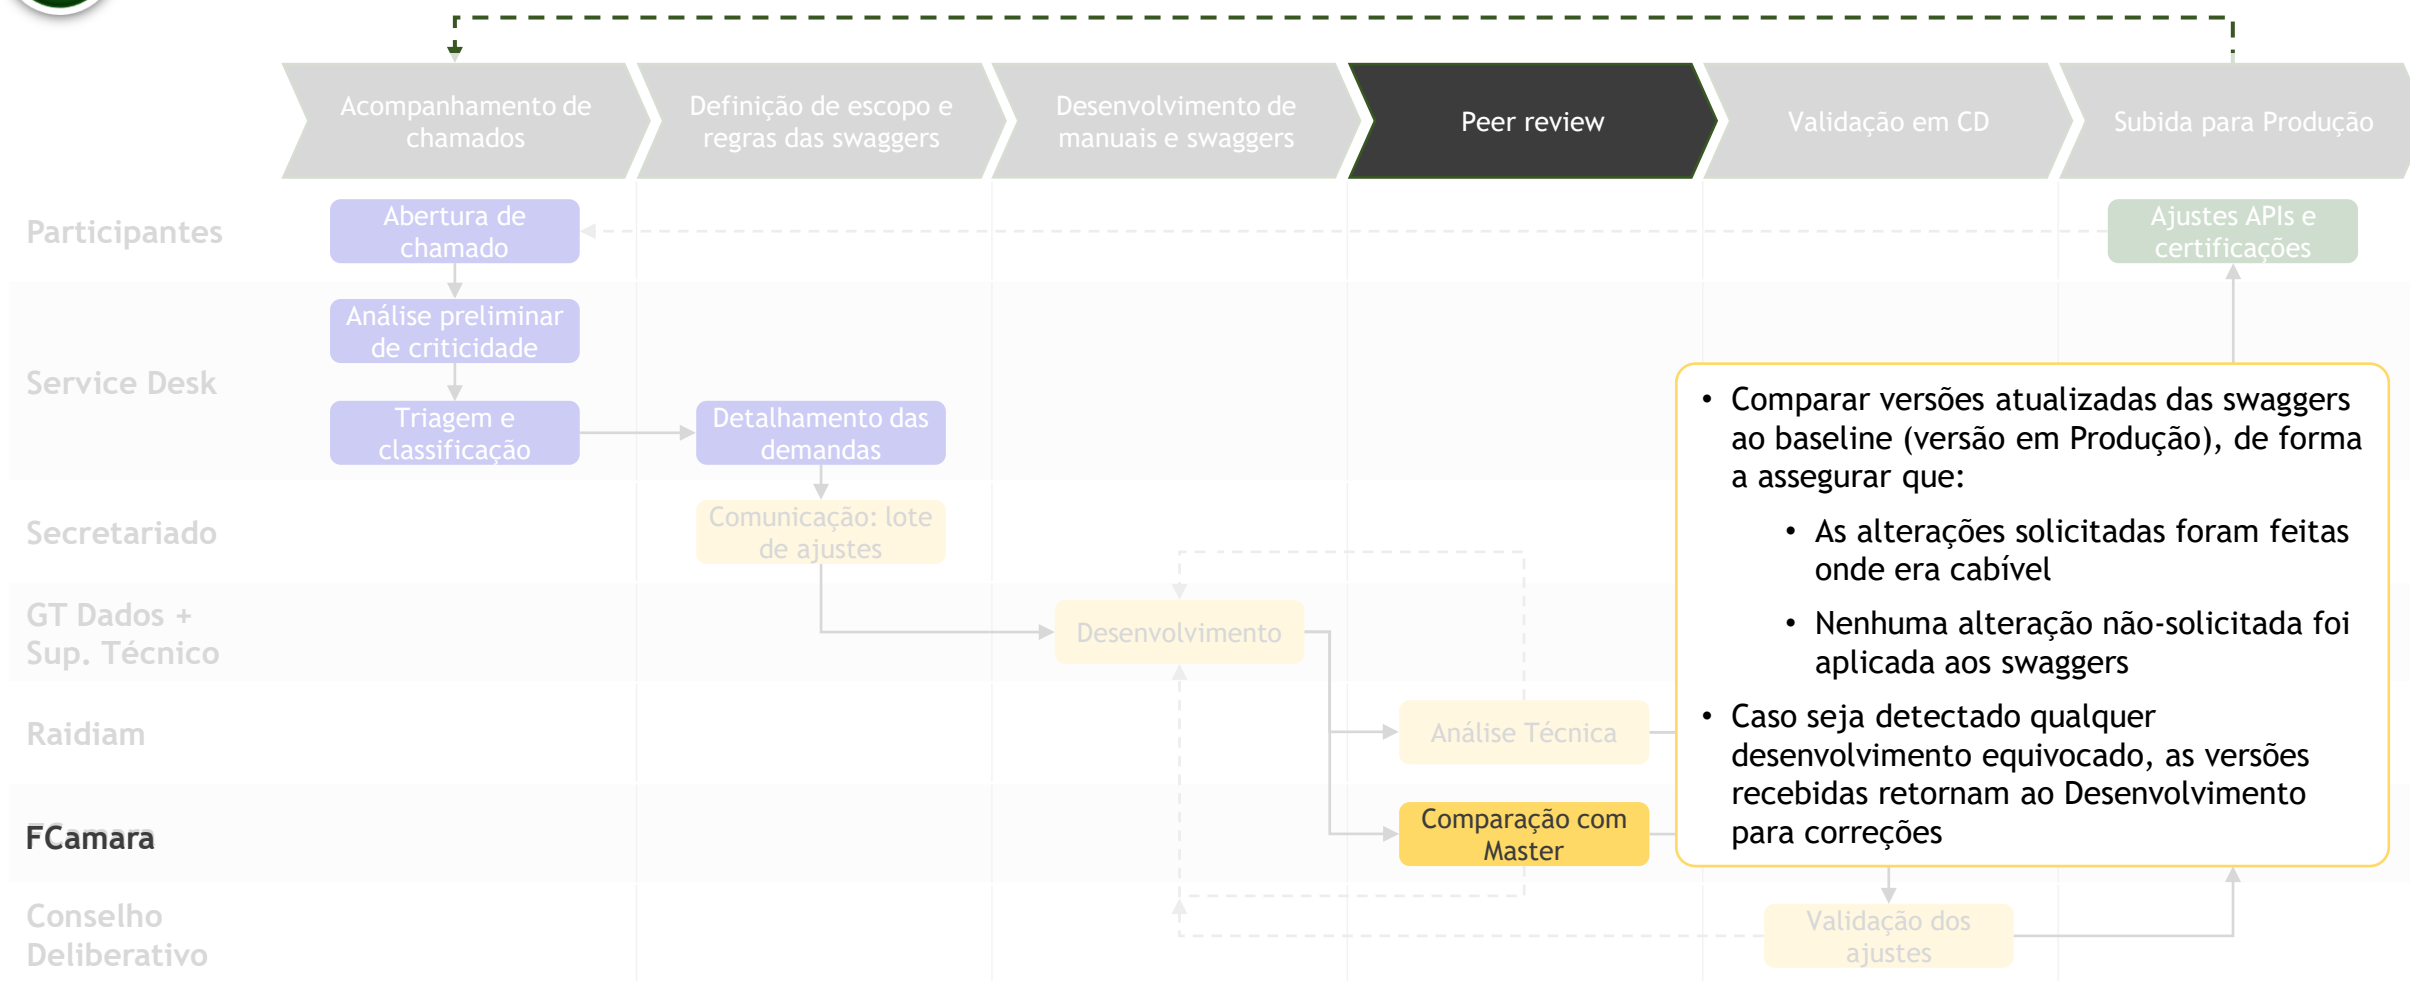 Acompanhamento de
chamados
Definição de escopo e
regras das swaggers
Desenvolvimento de
manuais e swaggers
Peer review
Validação em CD
Subida para Produção
Participantes
Abertura de
chamado
Ajustes APIs e
certificações
Service Desk
Análise preliminar
de criticidade
Triagem e
classificação
Detalhamento das
demandas
Secretariado
Comunicação: lote
de ajustes
GT Dados +
Sup. Técnico
Desenvolvimento
Raidiam
Análise Técnica
FCamara
Comparação com
Master
• Comparar versões atualizadas das swaggers
ao baseline (versão em Produção), de forma
a assegurar que:
• As alterações solicitadas foram feitas
onde era cabível
• Nenhuma alteração não-solicitada foi
aplicada aos swaggers
• Caso seja detectado qualquer
desenvolvimento equivocado, as versões
recebidas retornam ao Desenvolvimento
para correções
Conselho
Deliberativo
Validação dos
ajustes